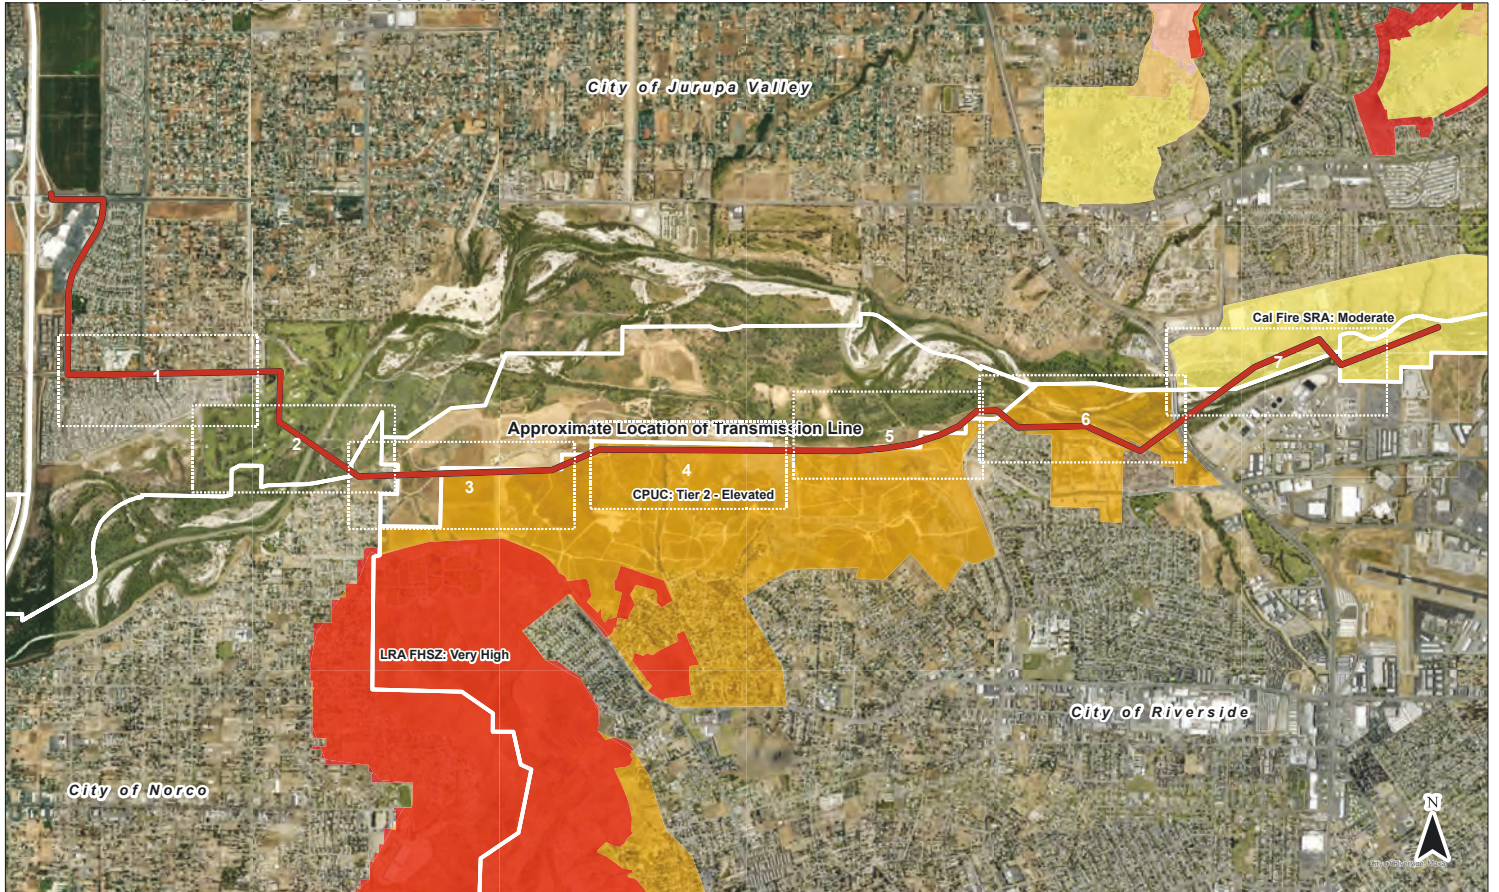 City of Jurupa Valley
Cal Fire SRA: Moderate
7
1
6
Approximate Location of Transmission Line
5
2
4
3
CPUC: Tier 2 - Elevated
LRA FHSZ: Very High
City of Riverside
City of Norco
N